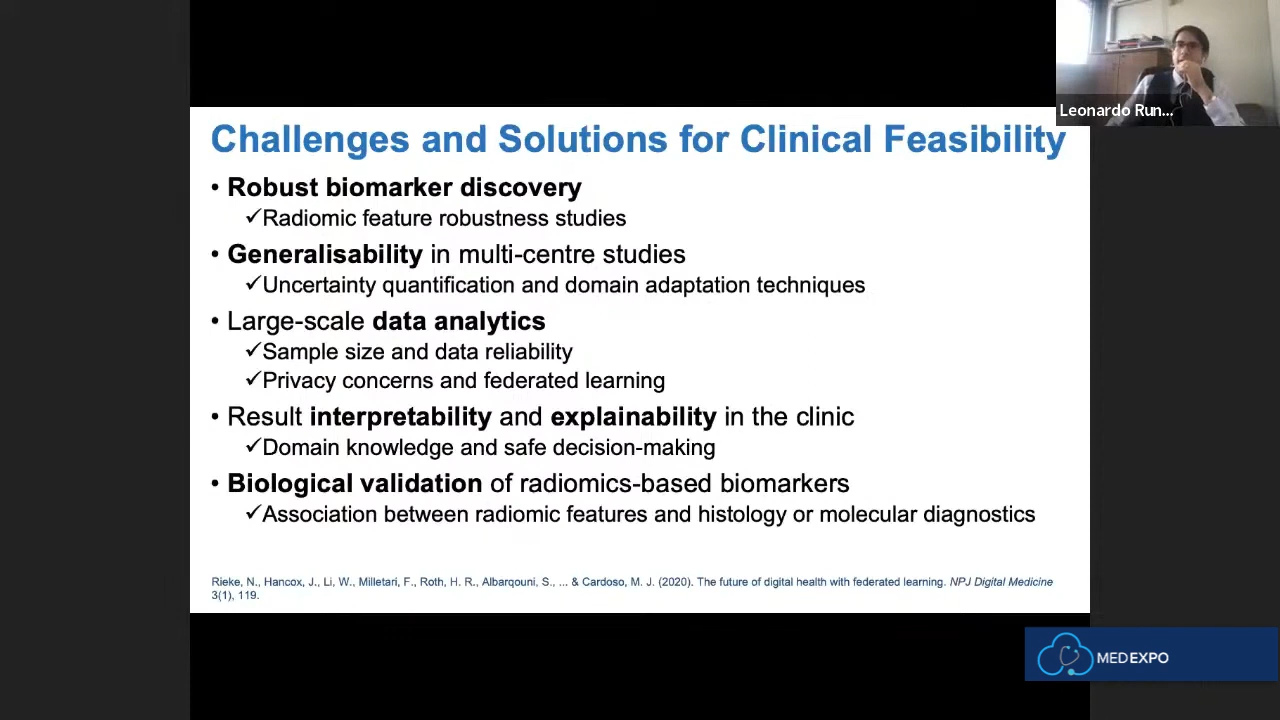 Leonardo Run...
Challenges and Solutions for Clinical Feasibility
• Robust biomarker discovery
✓Radiomic feature robustness studies
• Generalisability in multi-centre studies
✓Uncertainty quantification and domain adaptation techniques
• Large-scale data analytics
✓Sample size and data reliability
✓Privacy concerns and federated learning
• Result interpretability and explainability in the clinic
✓Domain knowledge and safe decision-making
• Biological validation of radiomics-based biomarkers
✓Association between radiomic features and histology or molecular diagnostics
Rieke, N., Hancox, J., Li, W., Milletari, F., Roth, H. R., Albarqouni, S., ... & Cardoso, M. J. (2020). The future of digital health with federated learning. NPJ Digital Medicine
3(1), 119.
MEDEXPO